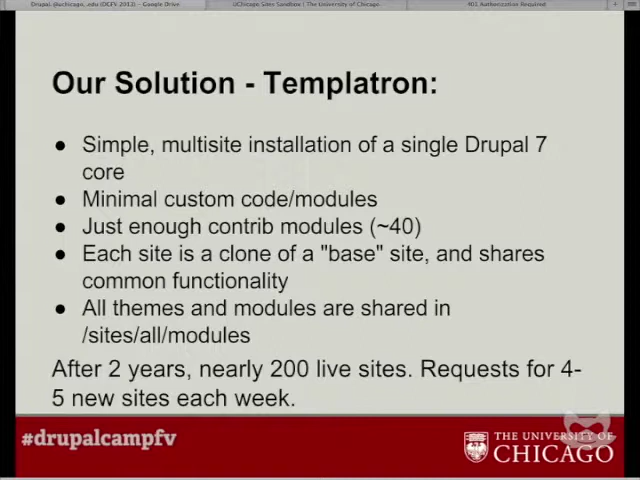 Drupal @uchicago.edu (DCFV 2013) - Google Drive
UChicago Sites Sandbox | The University of Chicago
401 Authorization Required
Our Solution - Templatron:
● Simple, multisite installation of a single Drupal 7
core
● Minimal custom code/modules
● Just enough contrib modules (~40)
● Each site is a clone of a "base" site, and shares
common functionality
● All themes and modules are shared in
/sites/all/modules
After 2 years, nearly 200 live sites. Requests for 4-
5 new sites each week.
#drupalcampfv
THE UNIVERSITY OF
CHICAGO